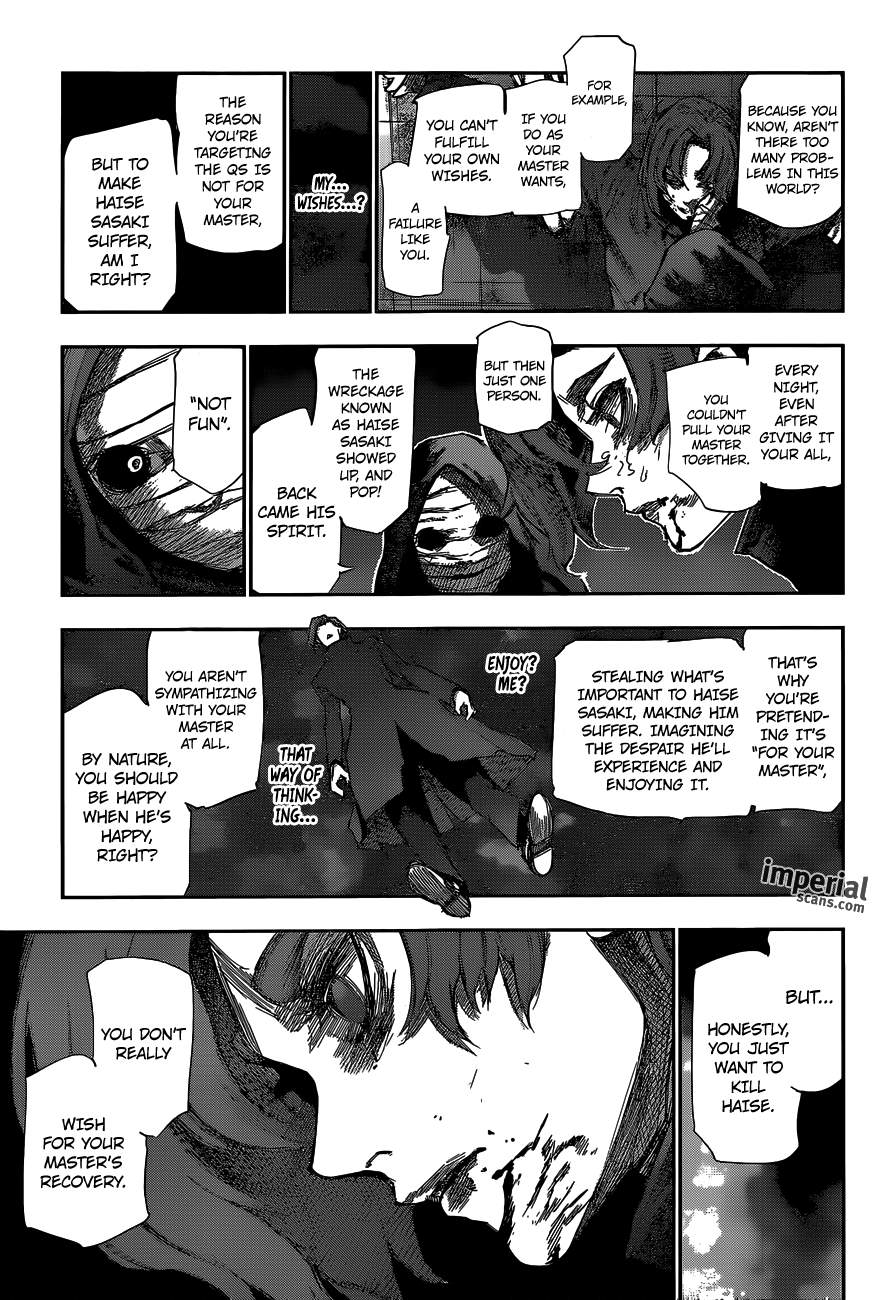 BECAUSE YOU
KNOW, AREN'T
THERE TOO
MANY PROB-
LEMS IN THIS
WORLD?
FOR
EXAMPLE,
IF YOU
DO AS
YOUR
MASTER
WANTS,
YOU CAN'T
FULFILL
YOUR OWN
WISHES.
A
FAILURE
LIKE
YOU.
MY...
WISHES...?
THE
REASON
YOU'RE
TARGETING
THE QS IS
NOT FOR
YOUR
MASTER,
BUT TO
MAKE
HAISE
SASAKI
SUFFER,
AM I
RIGHT?
EVERY
NIGHT,
EVEN
AFTER
GIVING IT
YOUR ALL,
YOU
COULDN'T
PULL YOUR
MASTER
TOGETHER.
BUT THEN
JUST ONE
PERSON.
THE
WRECKAGE
KNOWN
AS HAISE
SASAKI
SHOWED
UP, AND
POP!
BACK
CAME HIS
SPIRIT.
"NOT
FUN".
THAT'S
WHY
YOU'RE
PRETEND-
ING IT'S
"FOR YOUR
MASTER",
STEALING WHAT'S
IMPORTANT TO HAISE
SASAKI, MAKING HIM
SUFFER. IMAGINING
THE DESPAIR HE'LL
EXPERIENCE AND
ENJOYING IT.
ENJOY?
ME?
THAT
WAY OF
THINK-
ING...
YOU AREN'T
SYMPATHIZING
WITH YOUR
MASTER
AT ALL.
BY NATURE,
YOU SHOULD
BE HAPPY
WHEN HE'S
HAPPY,
RIGHT?
imperial
scans.com
BUT...
HONESTLY,
YOU JUST
WANT TO
KILL
HAISE.
YOU DON'T
REALLY
WISH
FOR YOUR
MASTER'S
RECOVERY.